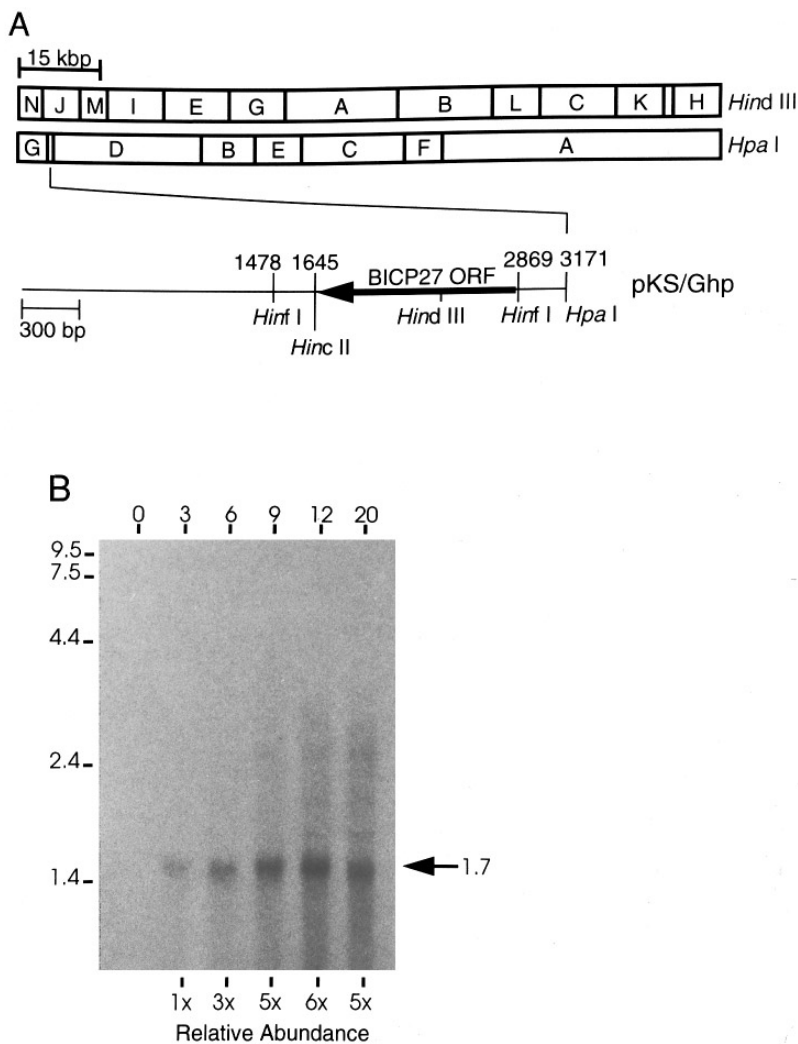 A
15 kbp
N J M I E G A B L C K H Hind III
G D B E C F A Hpa I
1478 1645 BICP27 ORF 2869 3171 pKS/Ghp
300 bp Hinf I Hind III Hinf I Hpa I
Hinc II
B
0 3 6 9 12 20
9.5
7.5
4.4
2.4
1.4
1.7
1x 3x 5x 6x 5x
Relative Abundance